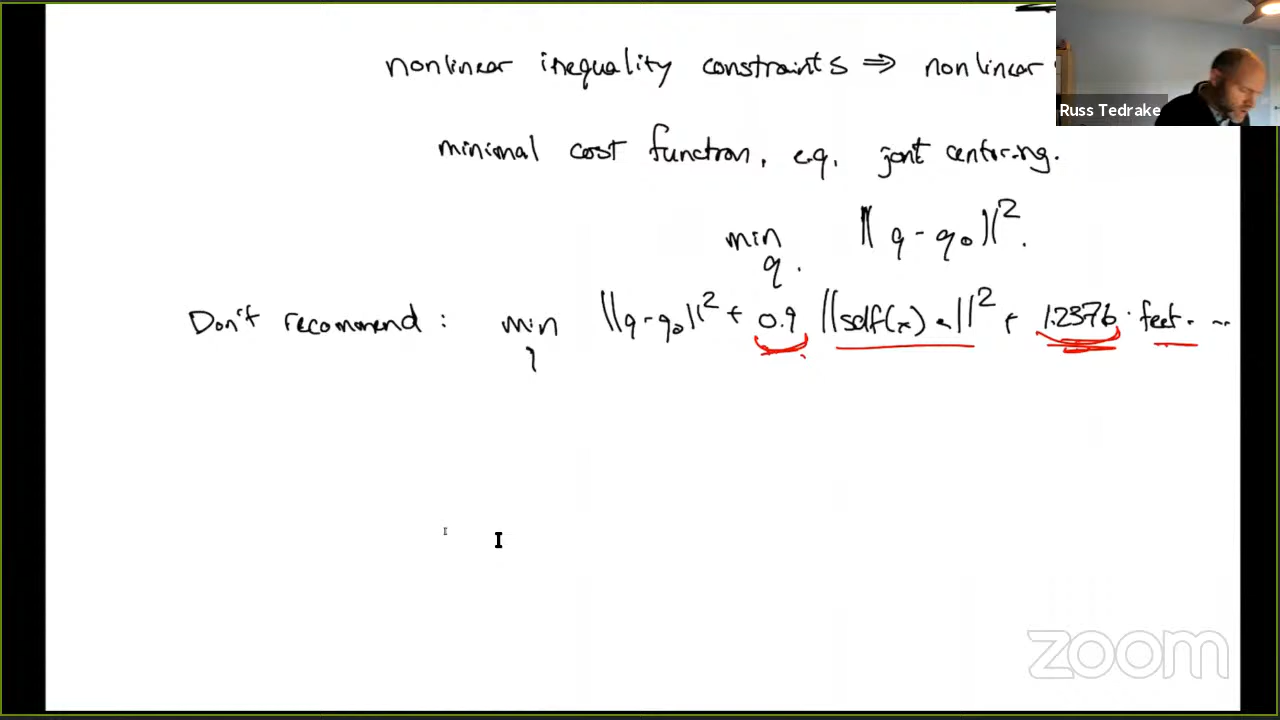 nonlinear inequality constraints ⇒ nonlinear
Russ Tedrake
minimal cost function, e.g. joint centering.
min ||q - q₀||².
q.
Don't recommend : min ||q - q₀||² + 0.9 ||sdf(x) - ||² + 1.2376 · feet. ...
q
zoom